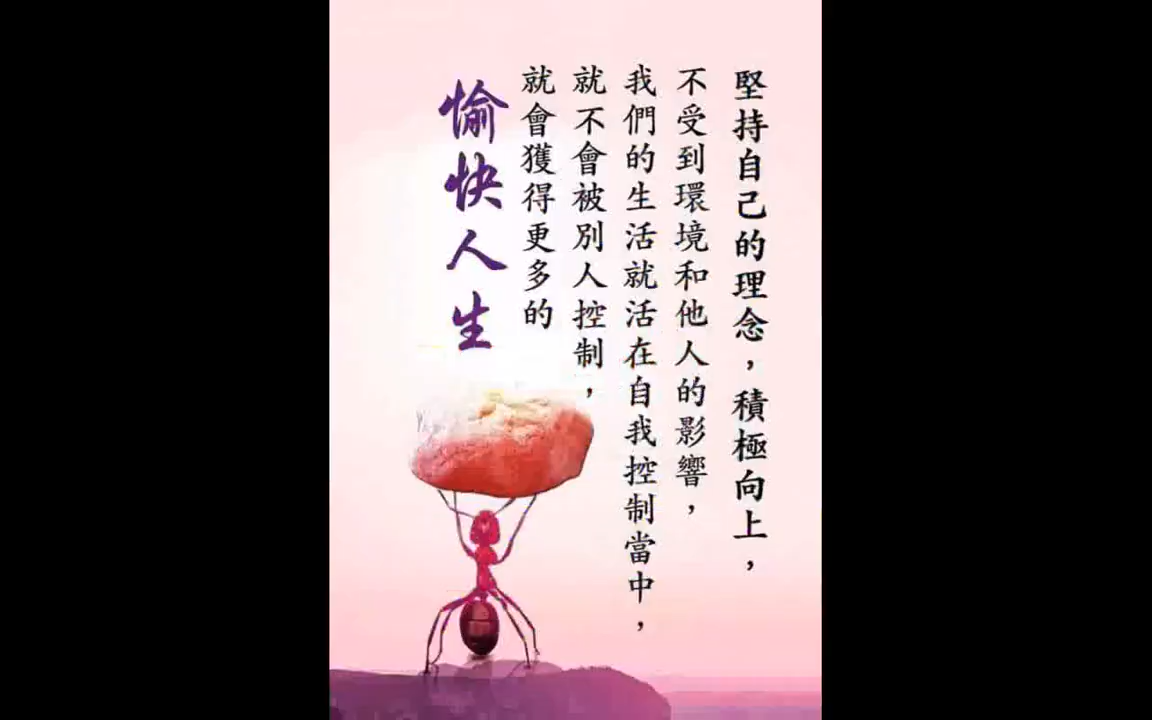 堅持自己的理念，積極向上，
不受到環境和他人的影響，
我們的生活就活在自我控制當中，
就不會被別人控制，
就會獲得更多的
愉快人生